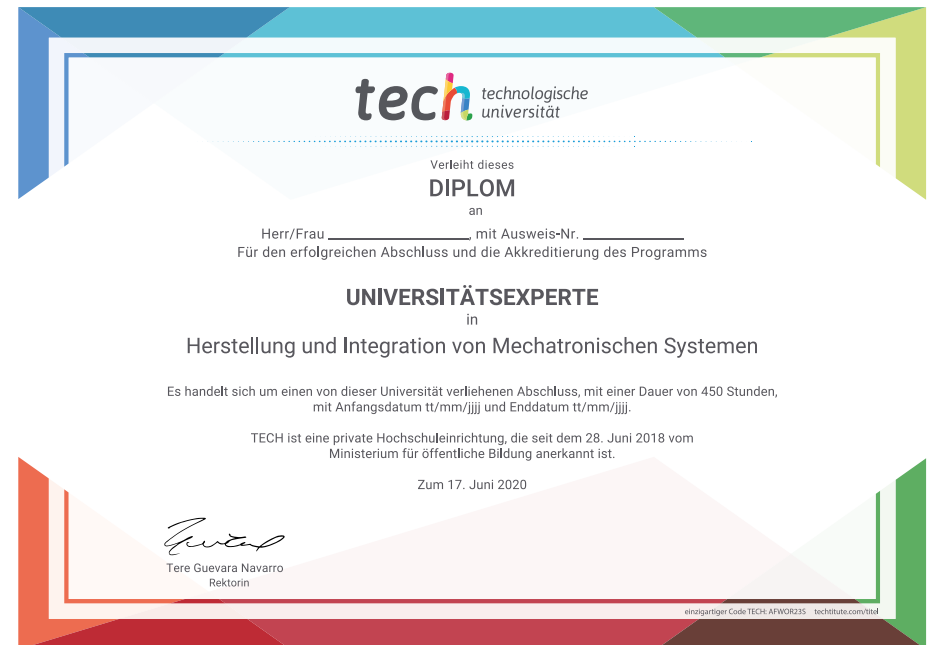 tech technologische
universität
Verleiht dieses
DIPLOM
an
Herr/Frau ____________________, mit Ausweis-Nr. ______________
Für den erfolgreichen Abschluss und die Akkreditierung des Programms
UNIVERSITÄTSEXPERTE
in
Herstellung und Integration von Mechatronischen Systemen
Es handelt sich um einen von dieser Universität verliehenen Abschluss, mit einer Dauer von 450 Stunden,
mit Anfangsdatum tt/mm/jjjj und Enddatum tt/mm/jjjj.
TECH ist eine private Hochschuleinrichtung, die seit dem 28. Juni 2018 vom
Ministerium für öffentliche Bildung anerkannt ist.
Zum 17. Juni 2020
Tere Guevara Navarro
Rektorin
einzigartiger Code TECH: AFWOR23S techtitute.com/titel